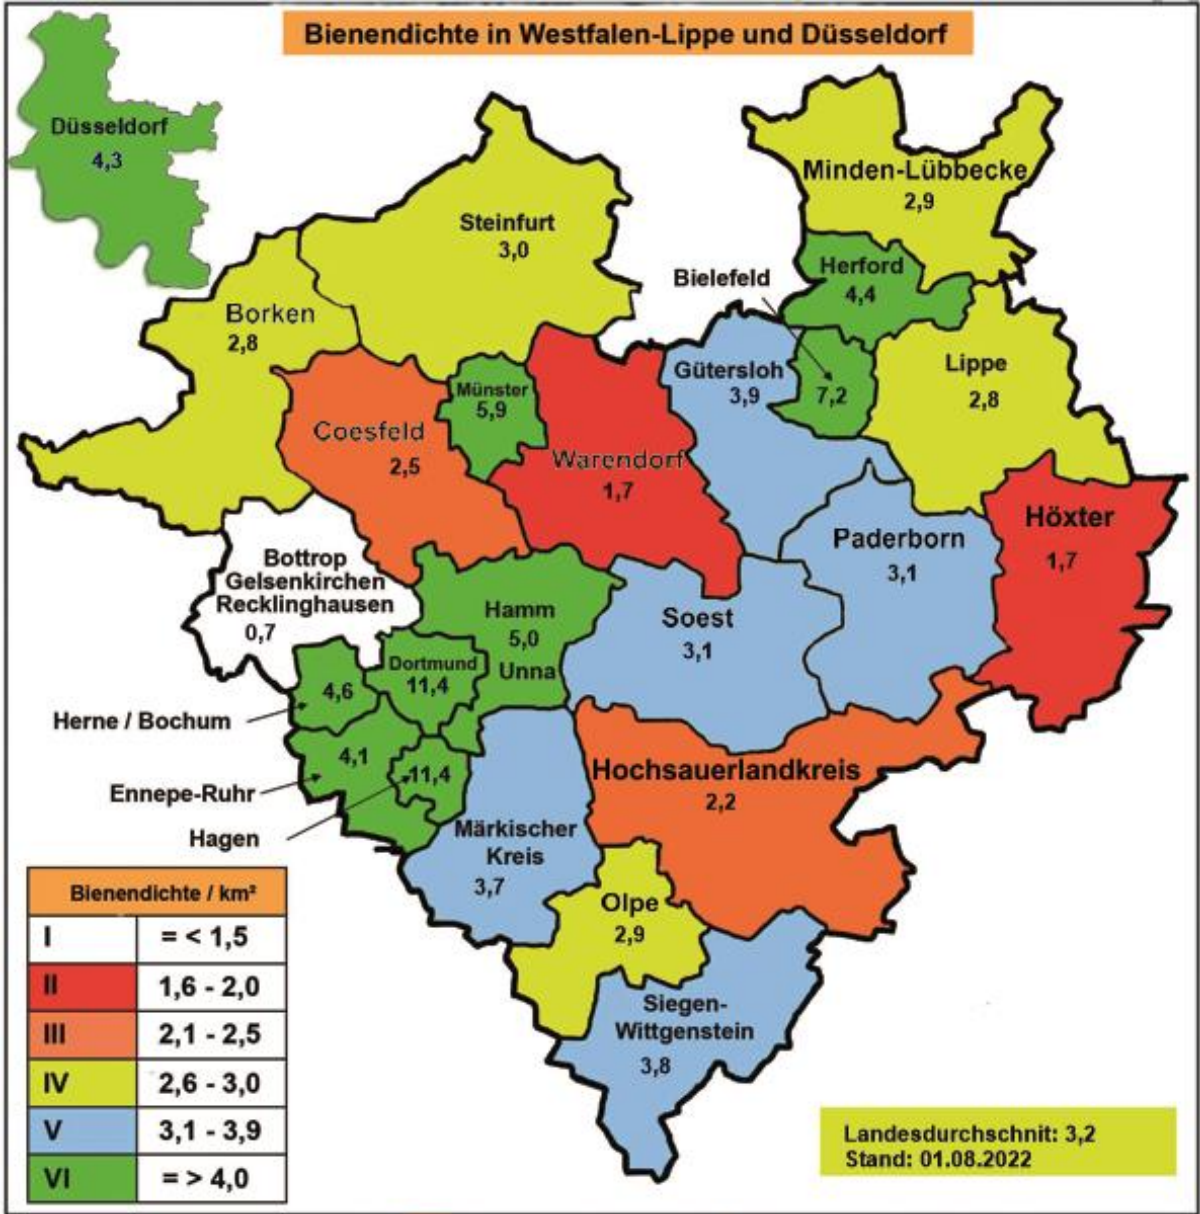 Bienendichte in Westfalen-Lippe und Düsseldorf
Düsseldorf
4,3
Minden-Lübbecke
2,9
Steinfurt
3,0
Herford
4,4
Bielefeld
7,2
Borken
2,8
Gütersloh
3,9
Lippe
2,8
Münster
5,9
Coesfeld
2,5
Warendorf
1,7
Höxter
1,7
Paderborn
3,1
Bottrop
Gelsenkirchen
Recklinghausen
0,7
Hamm
5,0
Unna
Soest
3,1
Dortmund
11,4
4,6
Herne / Bochum
4,1
Ennepe-Ruhr
11,4
Hagen
Hochsauerlandkreis
2,2
Märkischer
Kreis
3,7
Olpe
2,9
Siegen-
Wittgenstein
3,8
Bienendichte / km²
I = < 1,5
II 1,6 - 2,0
III 2,1 - 2,5
IV 2,6 - 3,0
V 3,1 - 3,9
VI = > 4,0
Landesdurchschnit: 3,2
Stand: 01.08.2022